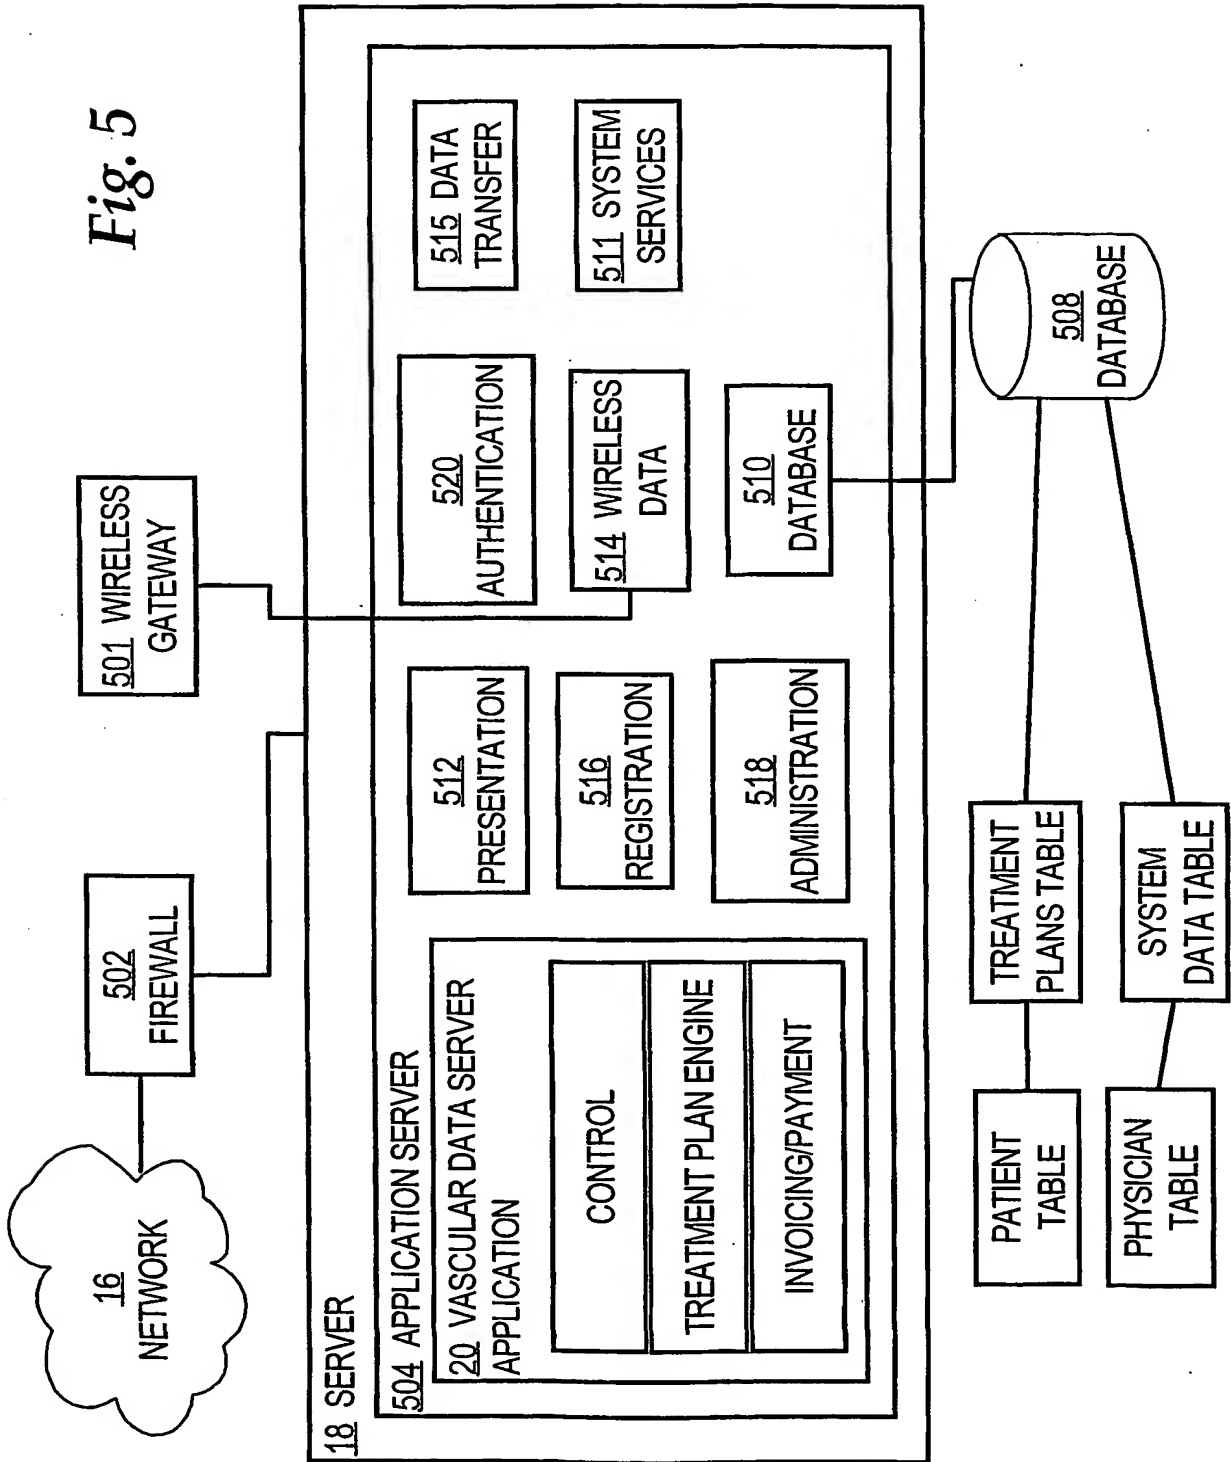 Fig. 5
16
NETWORK
502
FIREWALL
501 WIRELESS
GATEWAY
18 SERVER
504 APPLICATION SERVER
20 VASCULAR DATA SERVER
APPLICATION
CONTROL
TREATMENT PLAN ENGINE
INVOICING/PAYMENT
512
PRESENTATION
516
REGISTRATION
518
ADMINISTRATION
520
AUTHENTICATION
514 WIRELESS
DATA
510
DATABASE
515 DATA
TRANSFER
511 SYSTEM
SERVICES
508
DATABASE
PATIENT
TABLE
TREATMENT
PLANS TABLE
PHYSICIAN
TABLE
SYSTEM
DATA TABLE